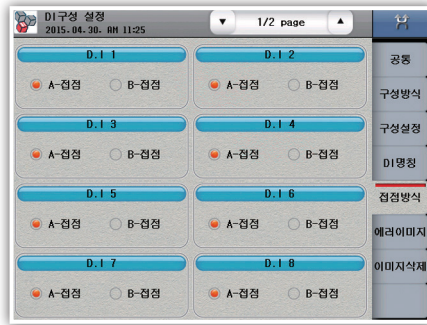 DI구성 설정
2015.04.30. AM 11:25
▼ 1/2 page ▲
D.I 1
A-접점 B-접점
D.I 2
A-접점 B-접점
D.I 3
A-접점 B-접점
D.I 4
A-접점 B-접점
D.I 5
A-접점 B-접점
D.I 6
A-접점 B-접점
D.I 7
A-접점 B-접점
D.I 8
A-접점 B-접점
공통
구성방식
구성설정
DI명칭
접점방식
에러이미지
이미지삭제